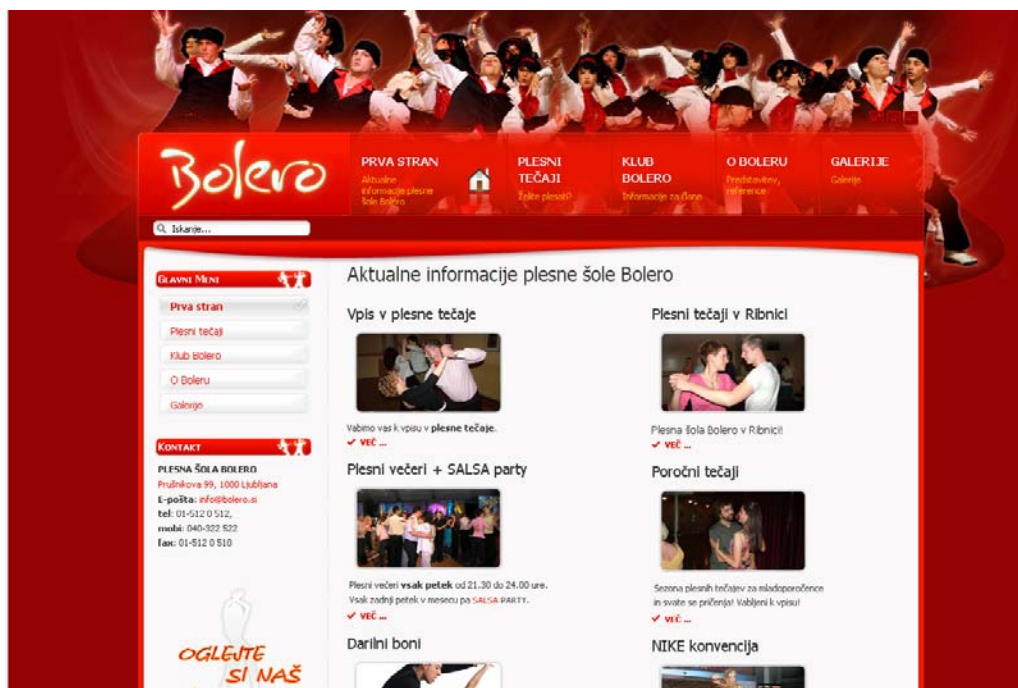 Bolero
PRVA STRAN
Aktualne
informacije plesne
šole Bolero
PLESNI
TEČAJI
Želite plesati?
KLUB
BOLERO
Informacije za člane
O BOLERU
Predstavitev,
reference
GALERIJE
Galerije
Iskanje...
GLAVNI MENI
Prva stran
Plesni tečaji
Klub Bolero
O Boleru
Galerije
KONTAKT
PLESNA ŠOLA BOLERO
Prušnikova 99, 1000 Ljubljana
E-pošta: info@bolero.si
tel: 01-512 0 512,
mobi: 040-322 522
fax: 01-512 0 510
OGLEJTE
SI NAŠ
Aktualne informacije plesne šole Bolero
Vpis v plesne tečaje
Vabimo vas k vpisu v plesne tečaje.
VEČ ...
Plesni tečaji v Ribnici
Plesna šola Bolero v Ribnici!
VEČ ...
Plesni večeri + SALSA party
Plesni večeri vsak petek od 21.30 do 24.00 ure.
Vsak zadnji petek v mesecu pa SALSA PARTY.
VEČ ...
Poročni tečaji
Sezona plesnih tečajev za mladoporočence
in svate se pričenja! Vabljeni k vpisu!
VEČ ...
Darilni boni
NIKE konvencija